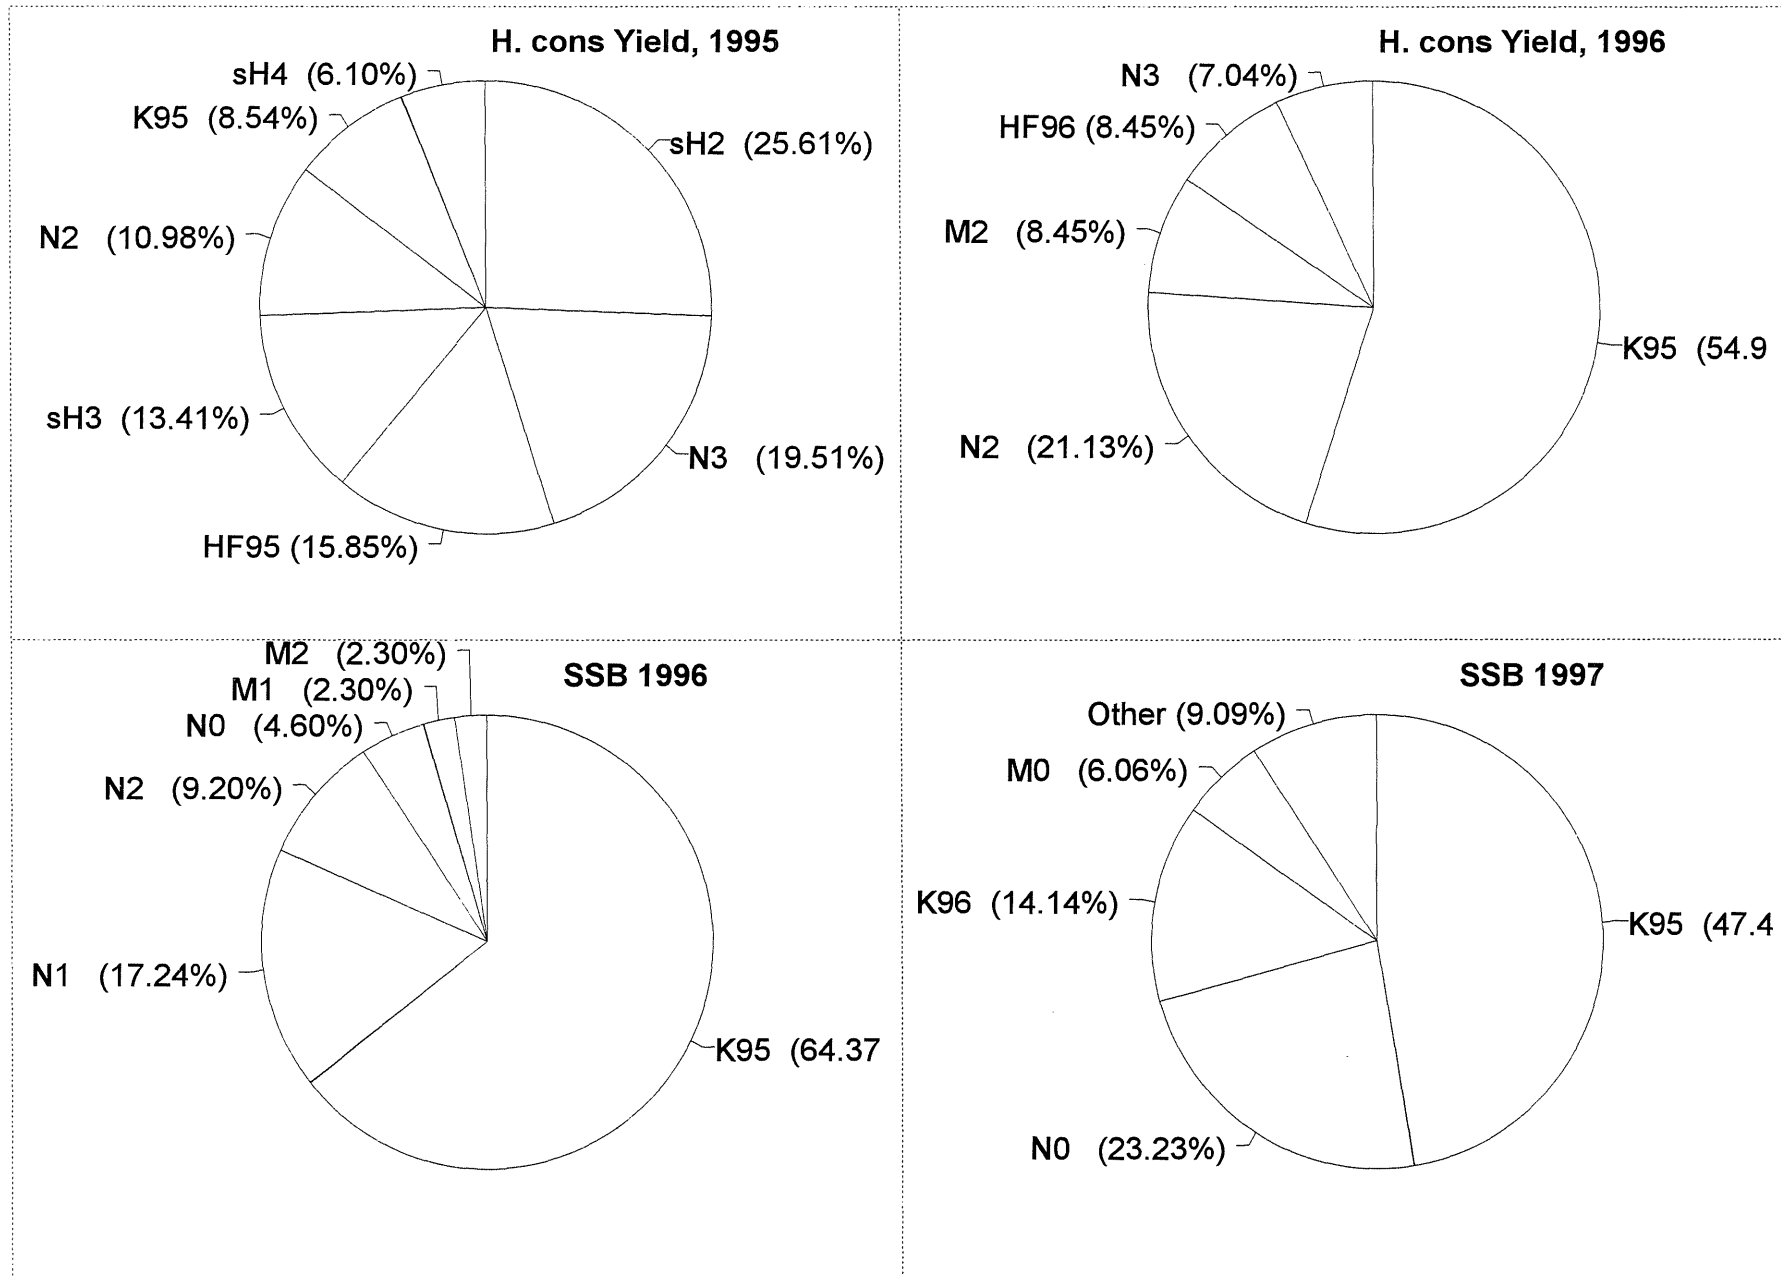 H. cons Yield, 1995
sH4 (6.10%)
K95 (8.54%)
sH2 (25.61%)
N2 (10.98%)
sH3 (13.41%)
N3 (19.51%)
HF95 (15.85%)
H. cons Yield, 1996
N3 (7.04%)
HF96 (8.45%)
M2 (8.45%)
K95 (54.9
N2 (21.13%)
SSB 1996
M2 (2.30%)
M1 (2.30%)
N0 (4.60%)
N2 (9.20%)
N1 (17.24%)
K95 (64.37
SSB 1997
Other (9.09%)
M0 (6.06%)
K96 (14.14%)
K95 (47.4
N0 (23.23%)